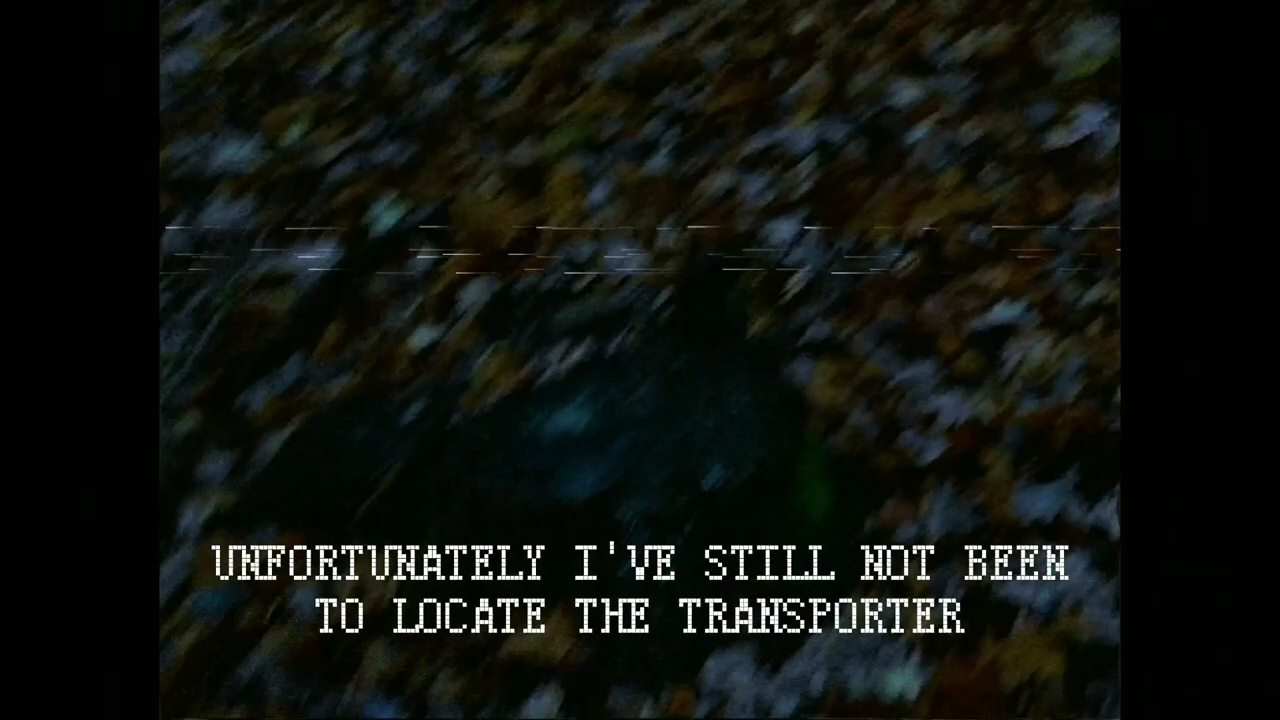 UNFORTUNATELY I'VE STILL NOT BEEN
TO LOCATE THE TRANSPORTER